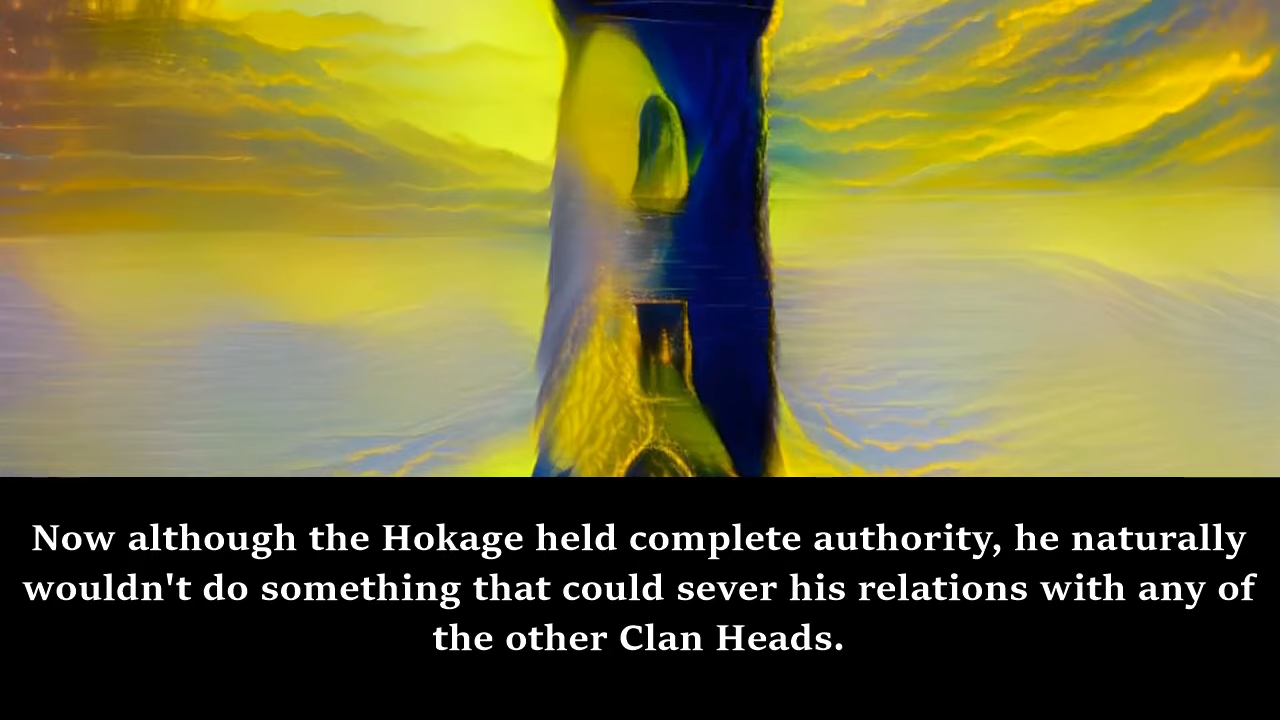 Now although the Hokage held complete authority, he naturally
wouldn't do something that could sever his relations with any of
the other Clan Heads.